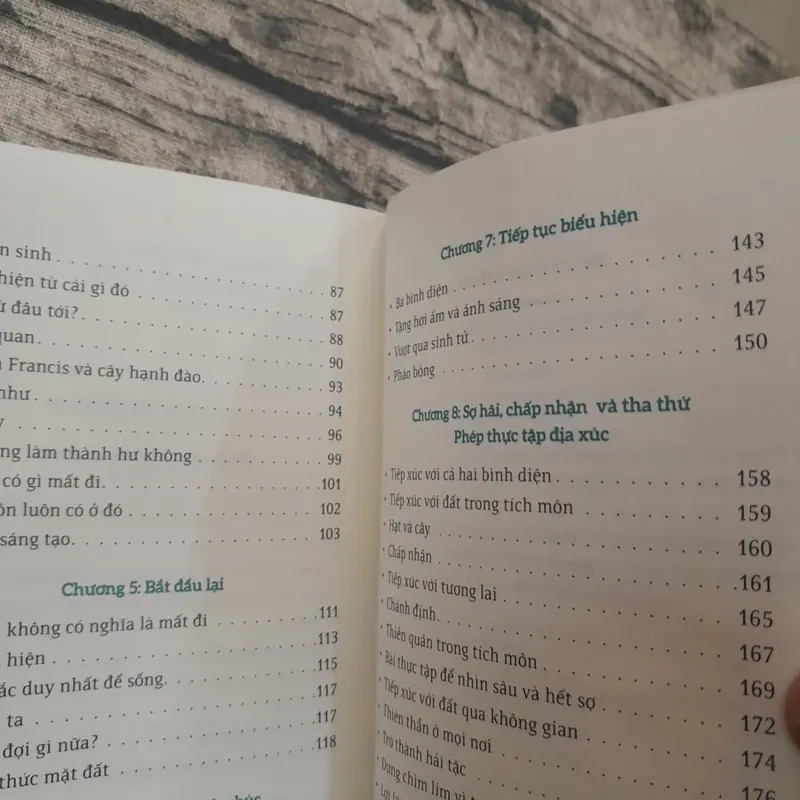 n sinh
hiện từ cái gì đó . . . 87
đâu tới? . . . 87
quan . . . 88
Francis và cây hạnh đào . . . 90
như . . . 93
94
ng làm thành hư không . . . 96
có gì mất đi . . . 99
ôn luôn có ở đó . . . 101
sáng tạo . . . 102
103
Chương 5: Bắt đầu lại
không có nghĩa là mất đi . . . 111
hiện . . . 113
ắc duy nhất để sống . . . 115
ta . . . 117
đợi gì nữa? . . . 117
thức mặt đất . . . 118
Chương 7: Tiếp tục biểu hiện
• Ba bình diện . . . 143
• Tặng hơi ấm và ánh sáng . . . 145
• Vượt qua sinh tử . . . 147
• Pháo bông . . . 150
Chương 8: Sợ hãi, chấp nhận và tha thứ
Phép thực tập địa xúc
• Tiếp xúc với cả hai bình diện . . . 158
• Tiếp xúc với đất trong tích môn . . . 159
• Hạt và cây . . . 160
• Chấp nhận . . . 161
• Tiếp xúc với tương lai . . . 165
• Chánh định . . . 167
• Thiền quán trong tích môn . . . 169
• Bài thực tập để nhìn sâu và hết sợ . . . 172
• Tiếp xúc với đất qua không gian . . . 174
• Thiên thần ở mọi nơi . . . 176
• Trở thành hải tặc
• Đừng chìm